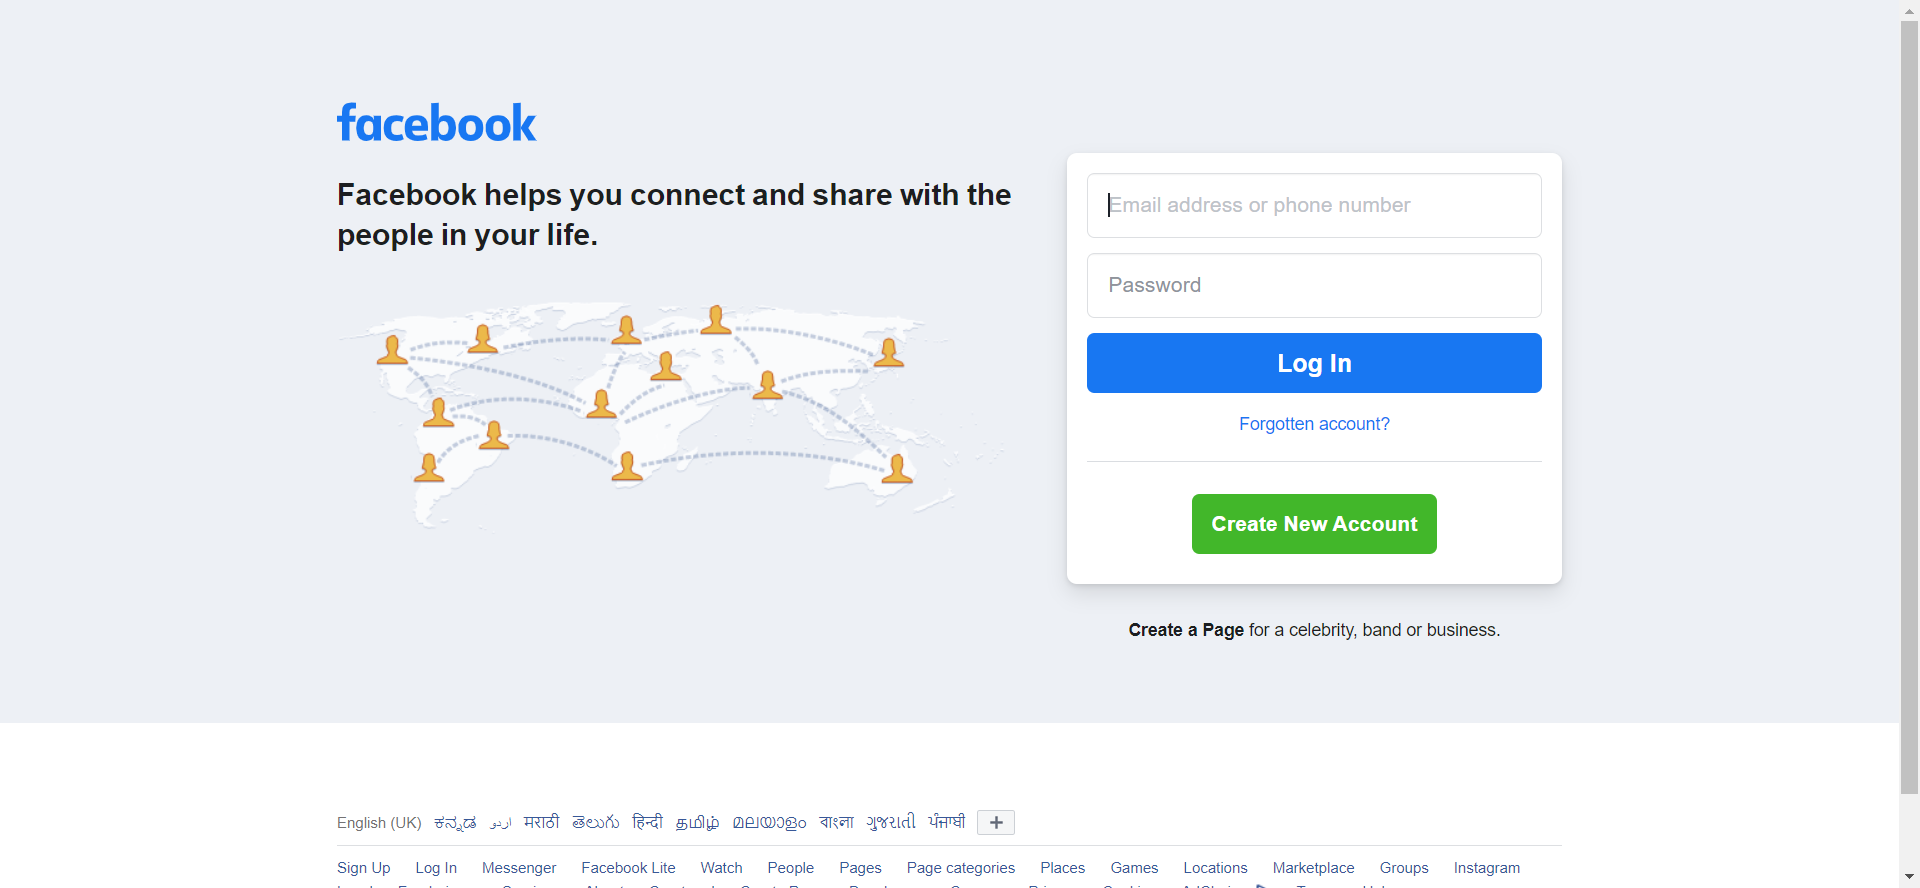 facebook
Facebook helps you connect and share with the
people in your life.
Email address or phone number
Password
Log In
Forgotten account?
Create New Account
Create a Page for a celebrity, band or business.
English (UK) ಕನ್ನಡ اردو मराठी తెలుగు हिन्दी தமிழ் മലയാളം বাংলা ગુજરાતી ਪੰਜਾਬੀ +
Sign Up Log In Messenger Facebook Lite Watch People Pages Page categories Places Games Locations Marketplace Groups Instagram